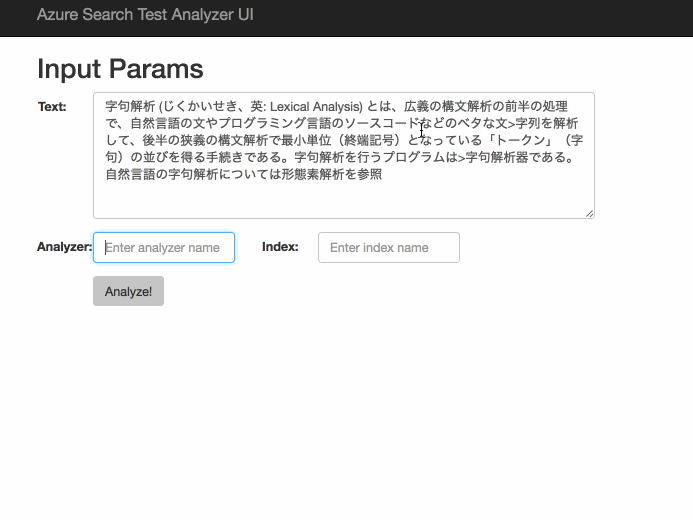 Azure Search Test Analyzer UI
Input Params
Text:
字句解析 (じくかいせき、英: Lexical Analysis) とは、広義の構文解析の前半の処理
で、自然言語の文やプログラミング言語のソースコードなどのベタな文>字列を解析
して、後半の狭義の構文解析で最小単位（終端記号）となっている「トークン」（字
句）の並びを得る手続きである。字句解析を行うプログラムは>字句解析器である。
自然言語の字句解析については形態素解析を参照
Analyzer: Enter analyzer name Index: Enter index name
Analyze!